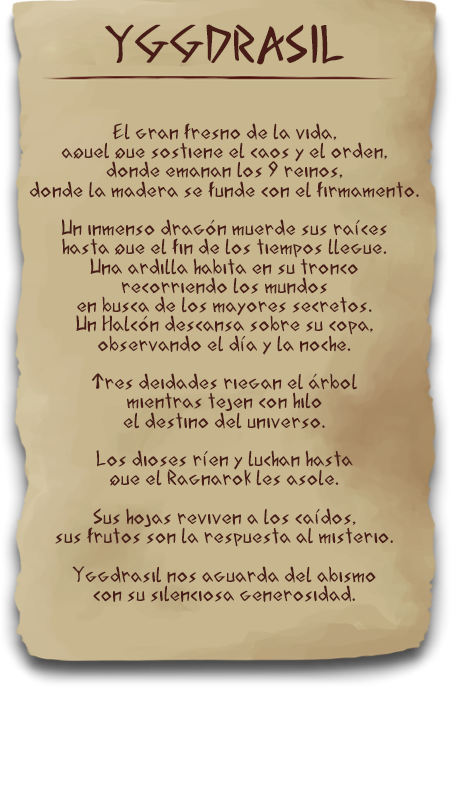 YGGDRASIL
El gran fresno de la vida,
aquel que sostiene el caos y el orden,
donde emanan los 9 reinos,
donde la madera se funde con el firmamento.
Un inmenso dragón muerde sus raíces
hasta que el fin de los tiempos llegue.
Una ardilla habita en su tronco
recorriendo los mundos
en busca de los mayores secretos.
Un Halcón descansa sobre su copa,
observando el día y la noche.
Tres deidades riegan el árbol
mientras tejen con hilo
el destino del universo.
Los dioses ríen y luchan hasta
que el Ragnarok les asole.
Sus hojas reviven a los caídos,
sus frutos son la respuesta al misterio.
Yggdrasil nos aguarda del abismo
con su silenciosa generosidad.